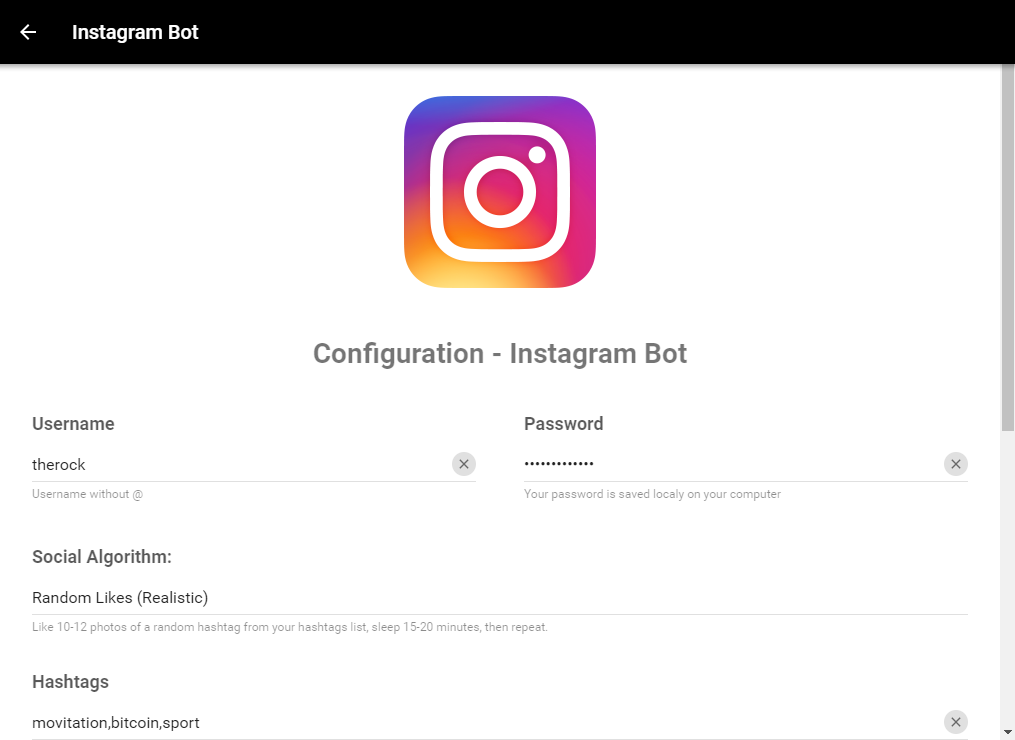 Instagram Bot
Configuration - Instagram Bot
Username
Password
therock
•••••••••••••
Username without @
Your password is saved localy on your computer
Social Algorithm:
Random Likes (Realistic)
Like 10-12 photos of a random hashtag from your hashtags list, sleep 15-20 minutes, then repeat.
Hashtags
movitation,bitcoin,sport